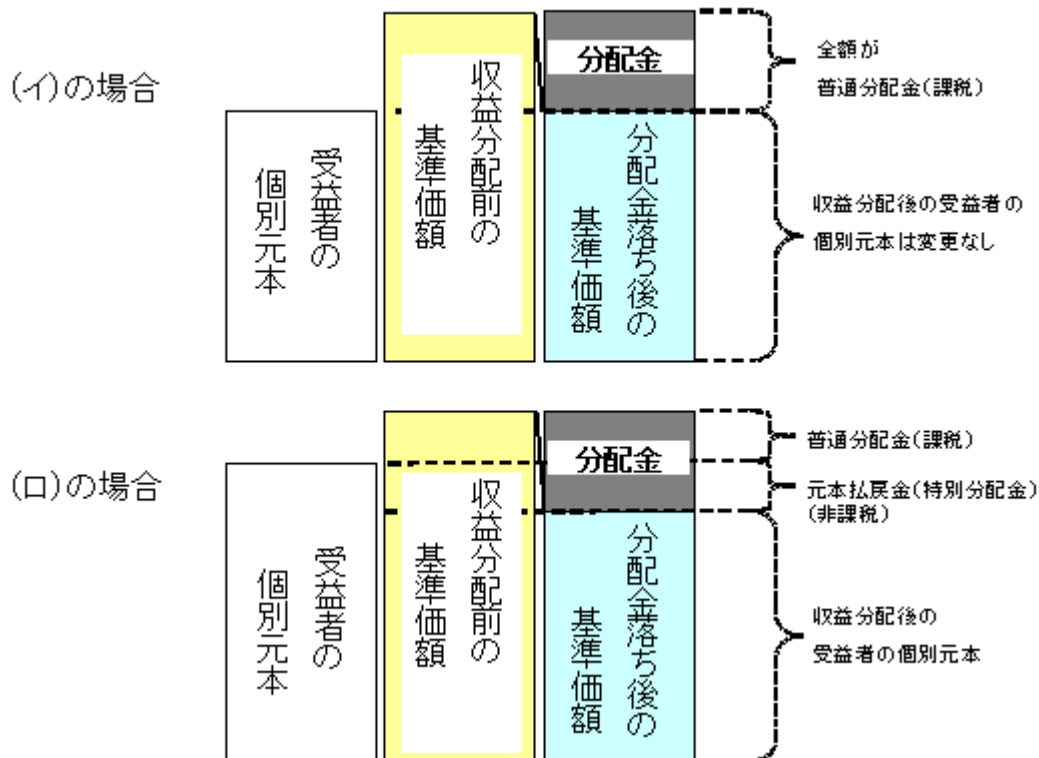 (イ)の場合
受益者の
個別元本
収益分配前の
基準価額
分配金
分配金落ち後の
基準価額
全額が
普通分配金(課税)
収益分配後の受益者の
個別元本は変更なし
(ロ)の場合
受益者の
個別元本
収益分配前の
基準価額
分配金
分配金落ち後の
基準価額
普通分配金(課税)
元本払戻金(特別分配金)
(非課税)
収益分配後の
受益者の個別元本